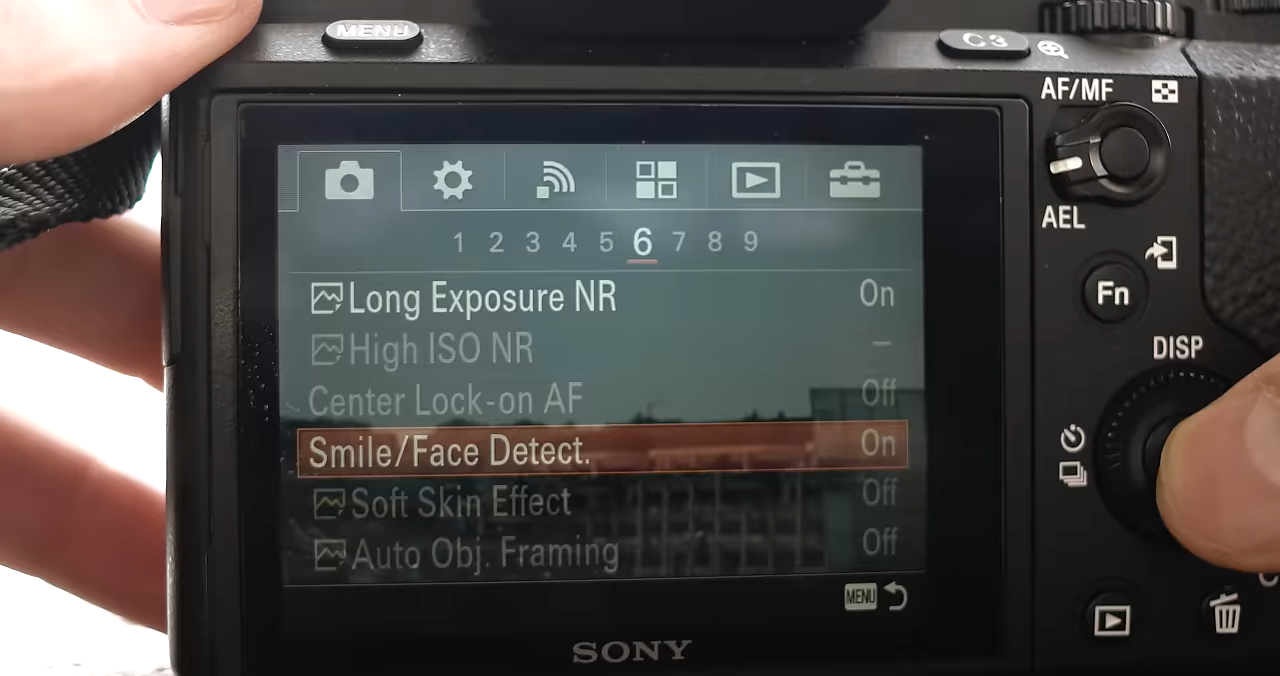 MENU
C3
AF/MF
AEL
1 2 3 4 5 6 7 8 9
Long Exposure NR On
High ISO NR –
Center Lock-on AF Off
Smile/Face Detect. On
Soft Skin Effect Off
Auto Obj. Framing Off
MENU
Fn
DISP
SONY